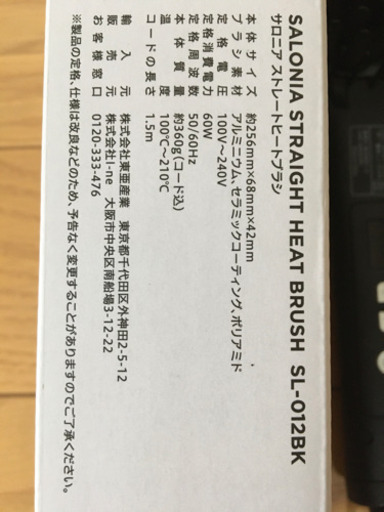 SALONIA STRAIGHT HEAT BRUSH SL-012BK
サロニア ストレートヒートブラシ
本体サイズ 約256mm×68mm×42mm
ブラシ素材 アルミニウム、セラミックコーティング、ポリアミド
定格電圧 100V～240V
定格消費電力 60W
定格周波数 50/60Hz
本体質量 約360g(コード込)
温度 100℃～210℃
コードの長さ 1.5m
輸入元 株式会社東亜産業 東京都千代田区外神田2-5-12
販売元 株式会社I-ne 大阪市中央区南船場3-12-22
お客様窓口 0120-333-476
※製品の定格、仕様は改良などのため、予告なく変更することがありますのでご了承ください。